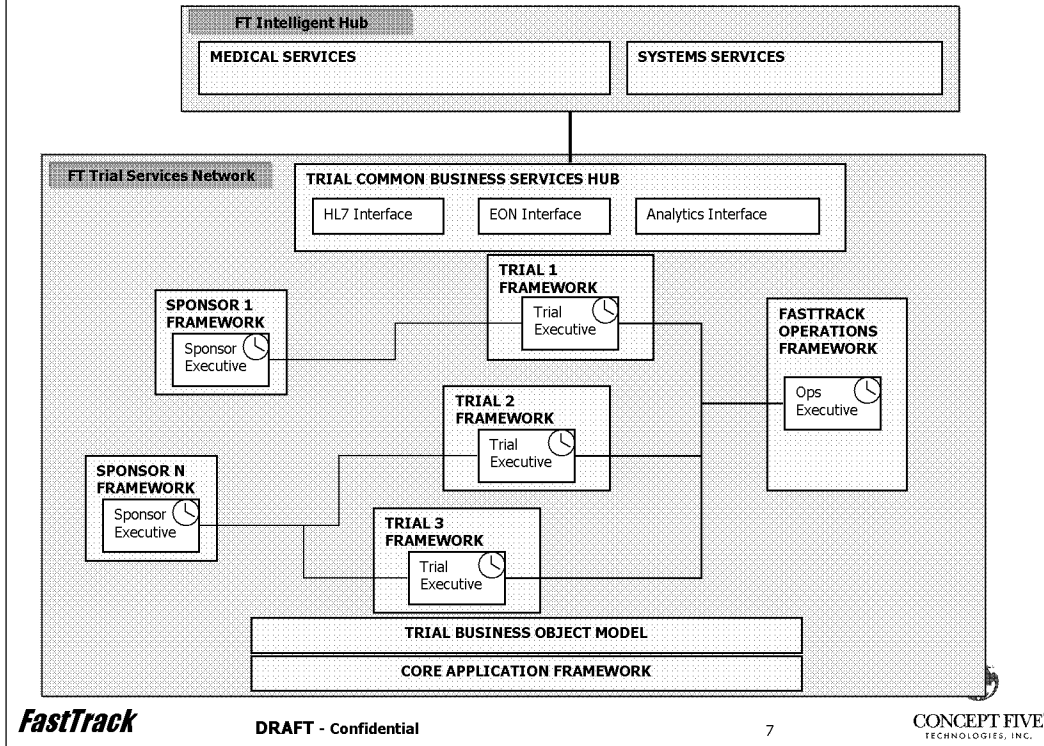 FT Intelligent Hub
MEDICAL SERVICES
SYSTEMS SERVICES
FT Trial Services Network
TRIAL COMMON BUSINESS SERVICES HUB
HL7 Interface
EON Interface
Analytics Interface
TRIAL 1
FRAMEWORK
Trial
Executive
SPONSOR 1
FRAMEWORK
Sponsor
Executive
FASTTRACK
OPERATIONS
FRAMEWORK
Ops
Executive
TRIAL 2
FRAMEWORK
Trial
Executive
SPONSOR N
FRAMEWORK
Sponsor
Executive
TRIAL 3
FRAMEWORK
Trial
Executive
TRIAL BUSINESS OBJECT MODEL
CORE APPLICATION FRAMEWORK
FastTrack
DRAFT - Confidential
7
CONCEPT FIVE
TECHNOLOGIES, INC.